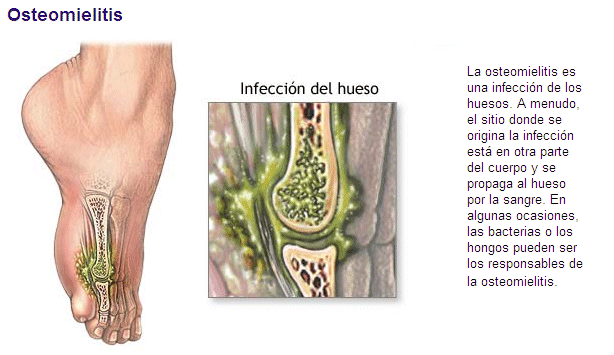 Osteomielitis
Infección del hueso
La osteomielitis es
una infección de los
huesos. A menudo,
el sitio donde se
origina la infección
está en otra parte
del cuerpo y se
propaga al hueso
por la sangre. En
algunas ocasiones,
las bacterias o los
hongos pueden ser
los responsables de
la osteomielitis.